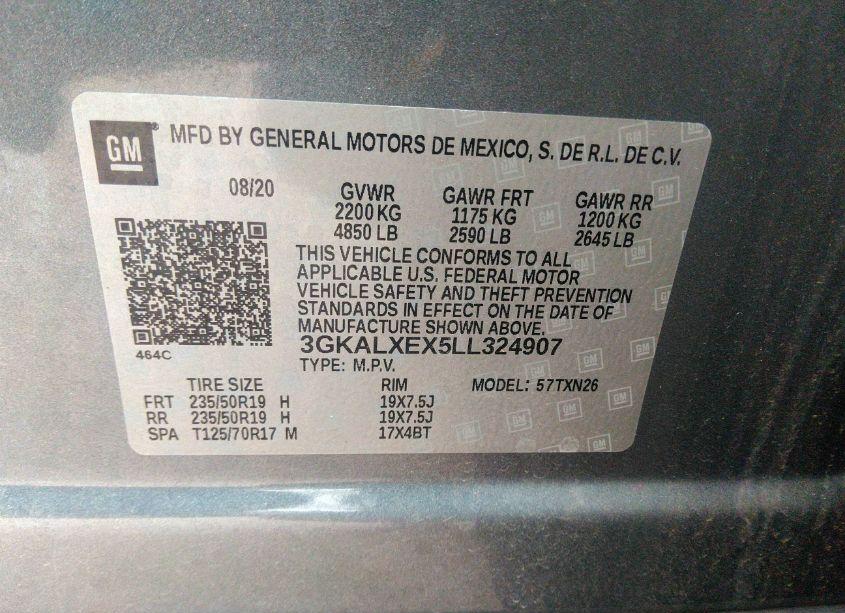 GM
MFD BY GENERAL MOTORS DE MEXICO, S. DE R.L. DE C.V.
08/20 GVWR GAWR FRT GAWR RR
2200 KG 1175 KG 1200 KG
4850 LB 2590 LB 2645 LB
THIS VEHICLE CONFORMS TO ALL
APPLICABLE U.S. FEDERAL MOTOR
VEHICLE SAFETY AND THEFT PREVENTION
STANDARDS IN EFFECT ON THE DATE OF
MANUFACTURE SHOWN ABOVE.
464C
3GKALXEX5LL324907
TYPE: M.P.V.
TIRE SIZE RIM MODEL: 57TXN26
FRT 235/50R19 H 19X7.5J
RR 235/50R19 H 19X7.5J
SPA T125/70R17 M 17X4BT